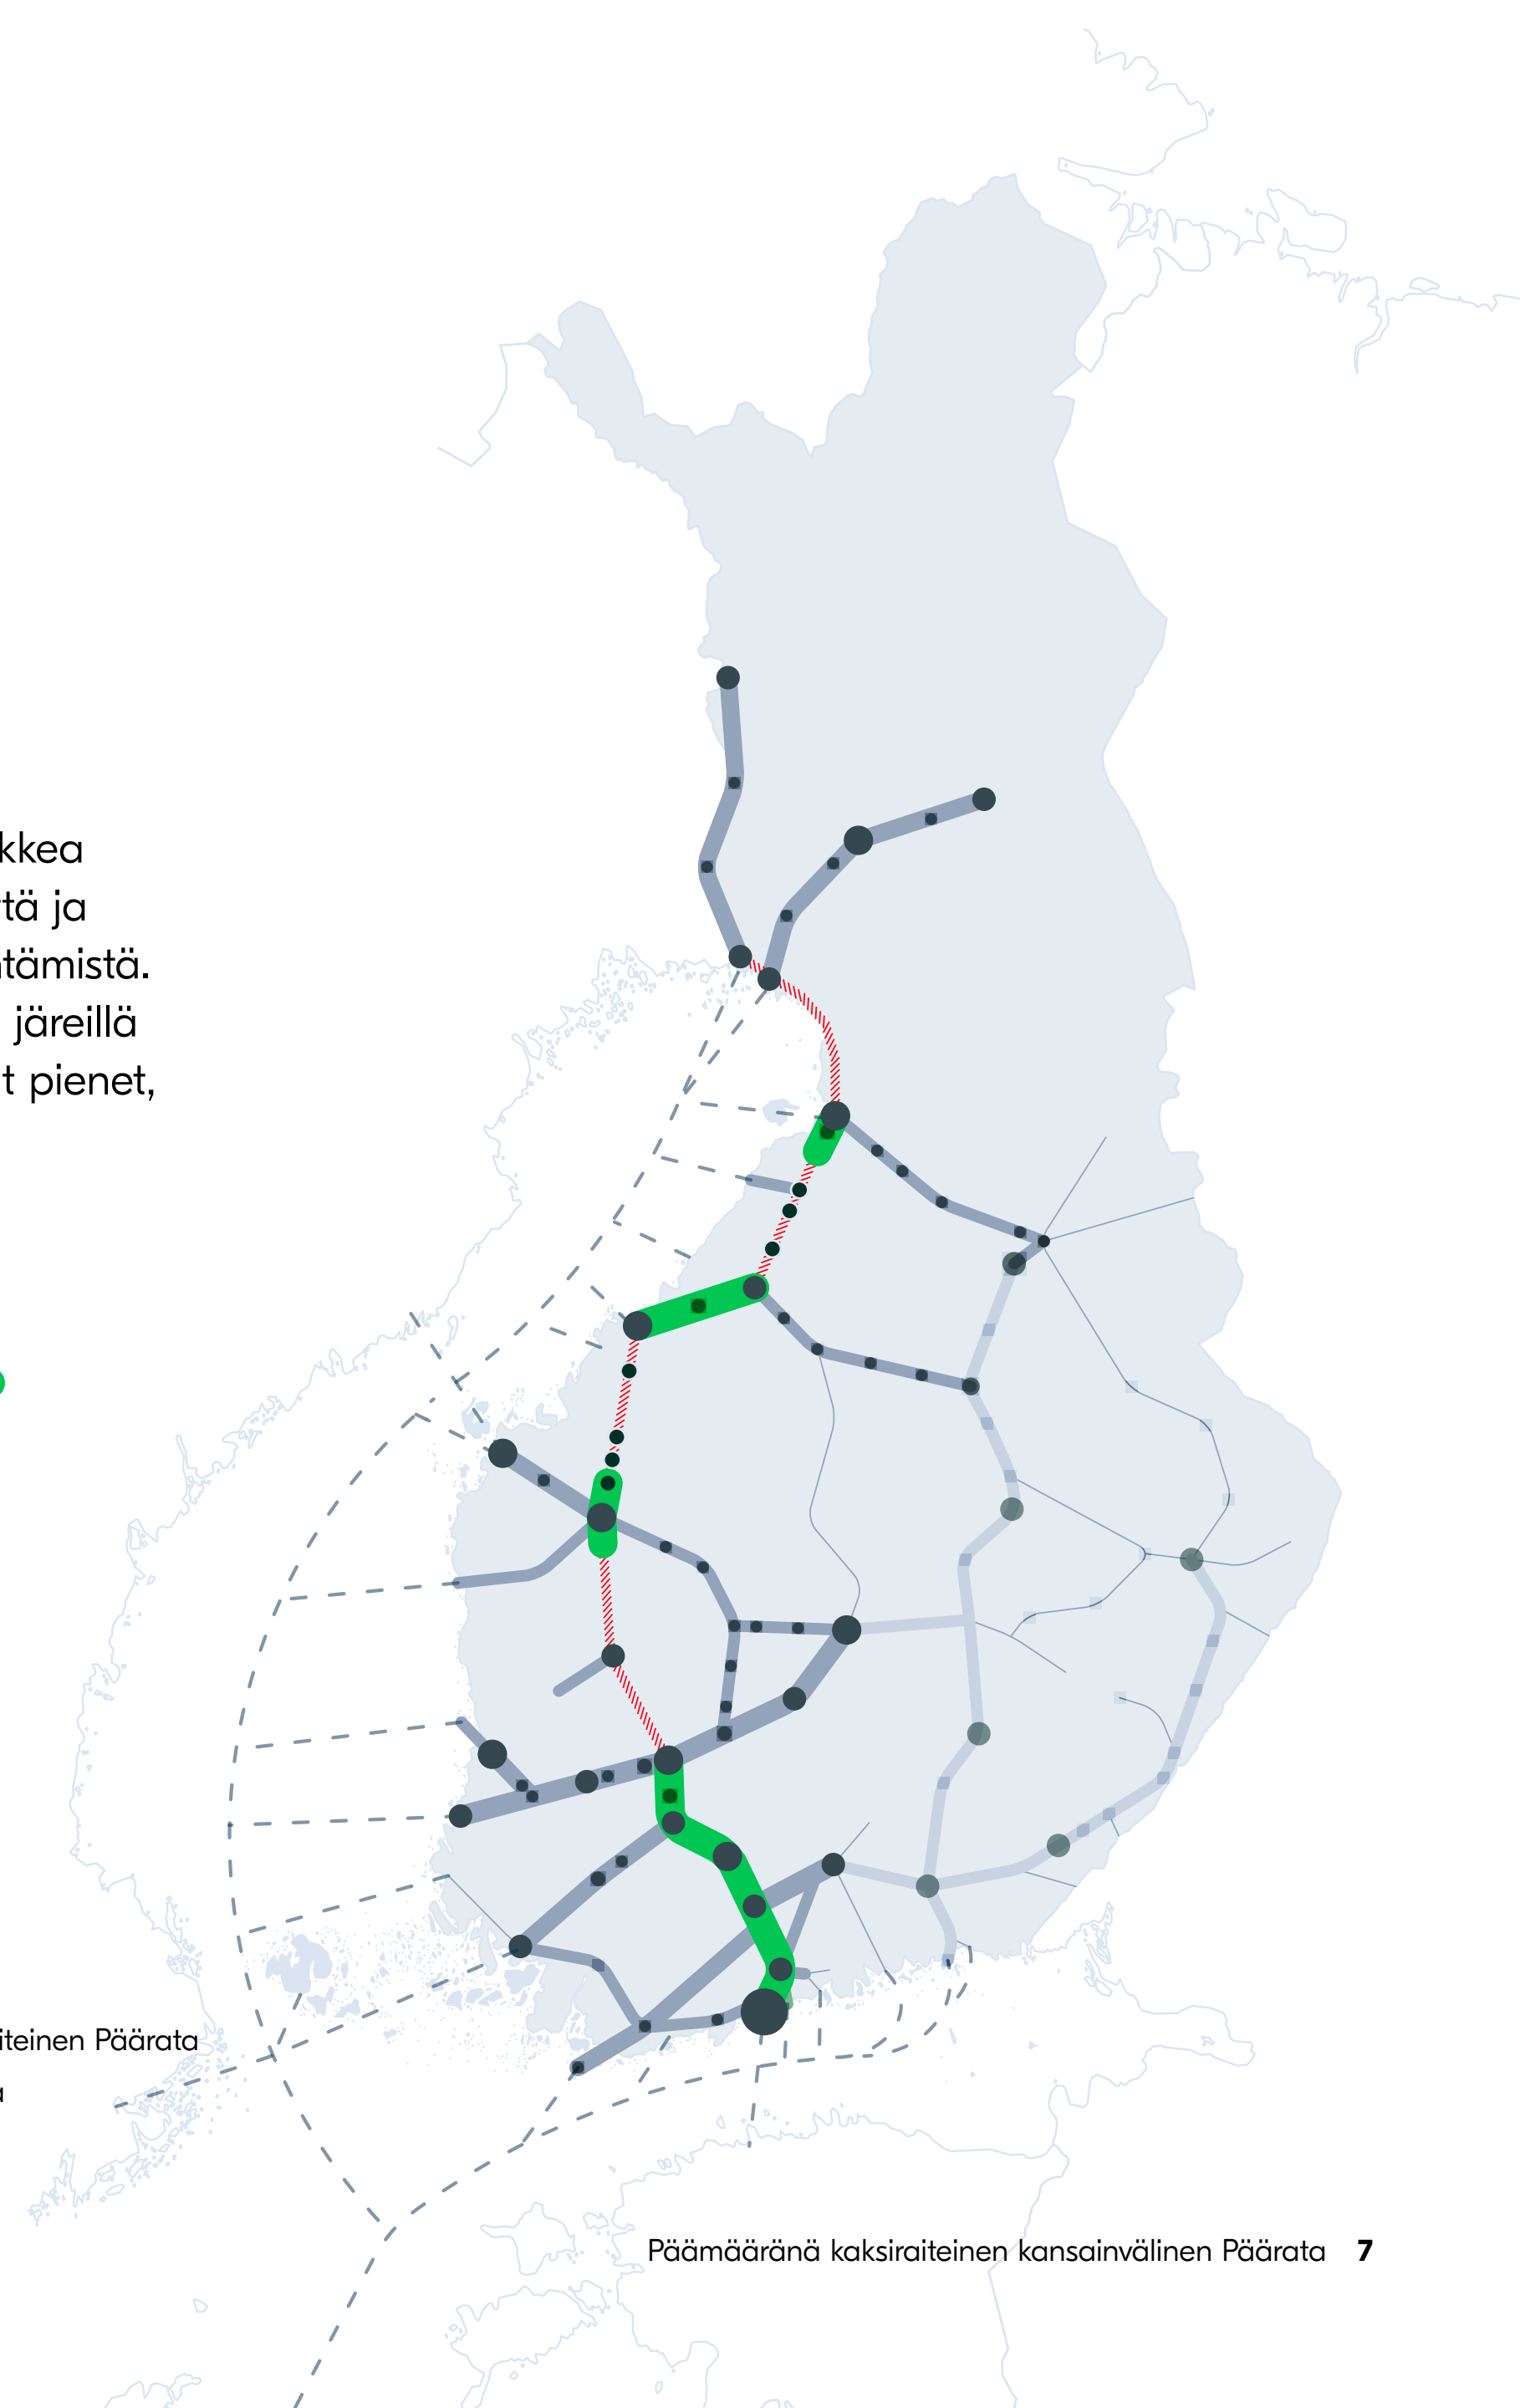 kkea
tä ja
tämistä.
järeillä
t pienet,
iteinen Päärata
a
Päämääränä kaksiraiteinen kansainvälinen Päärata 7